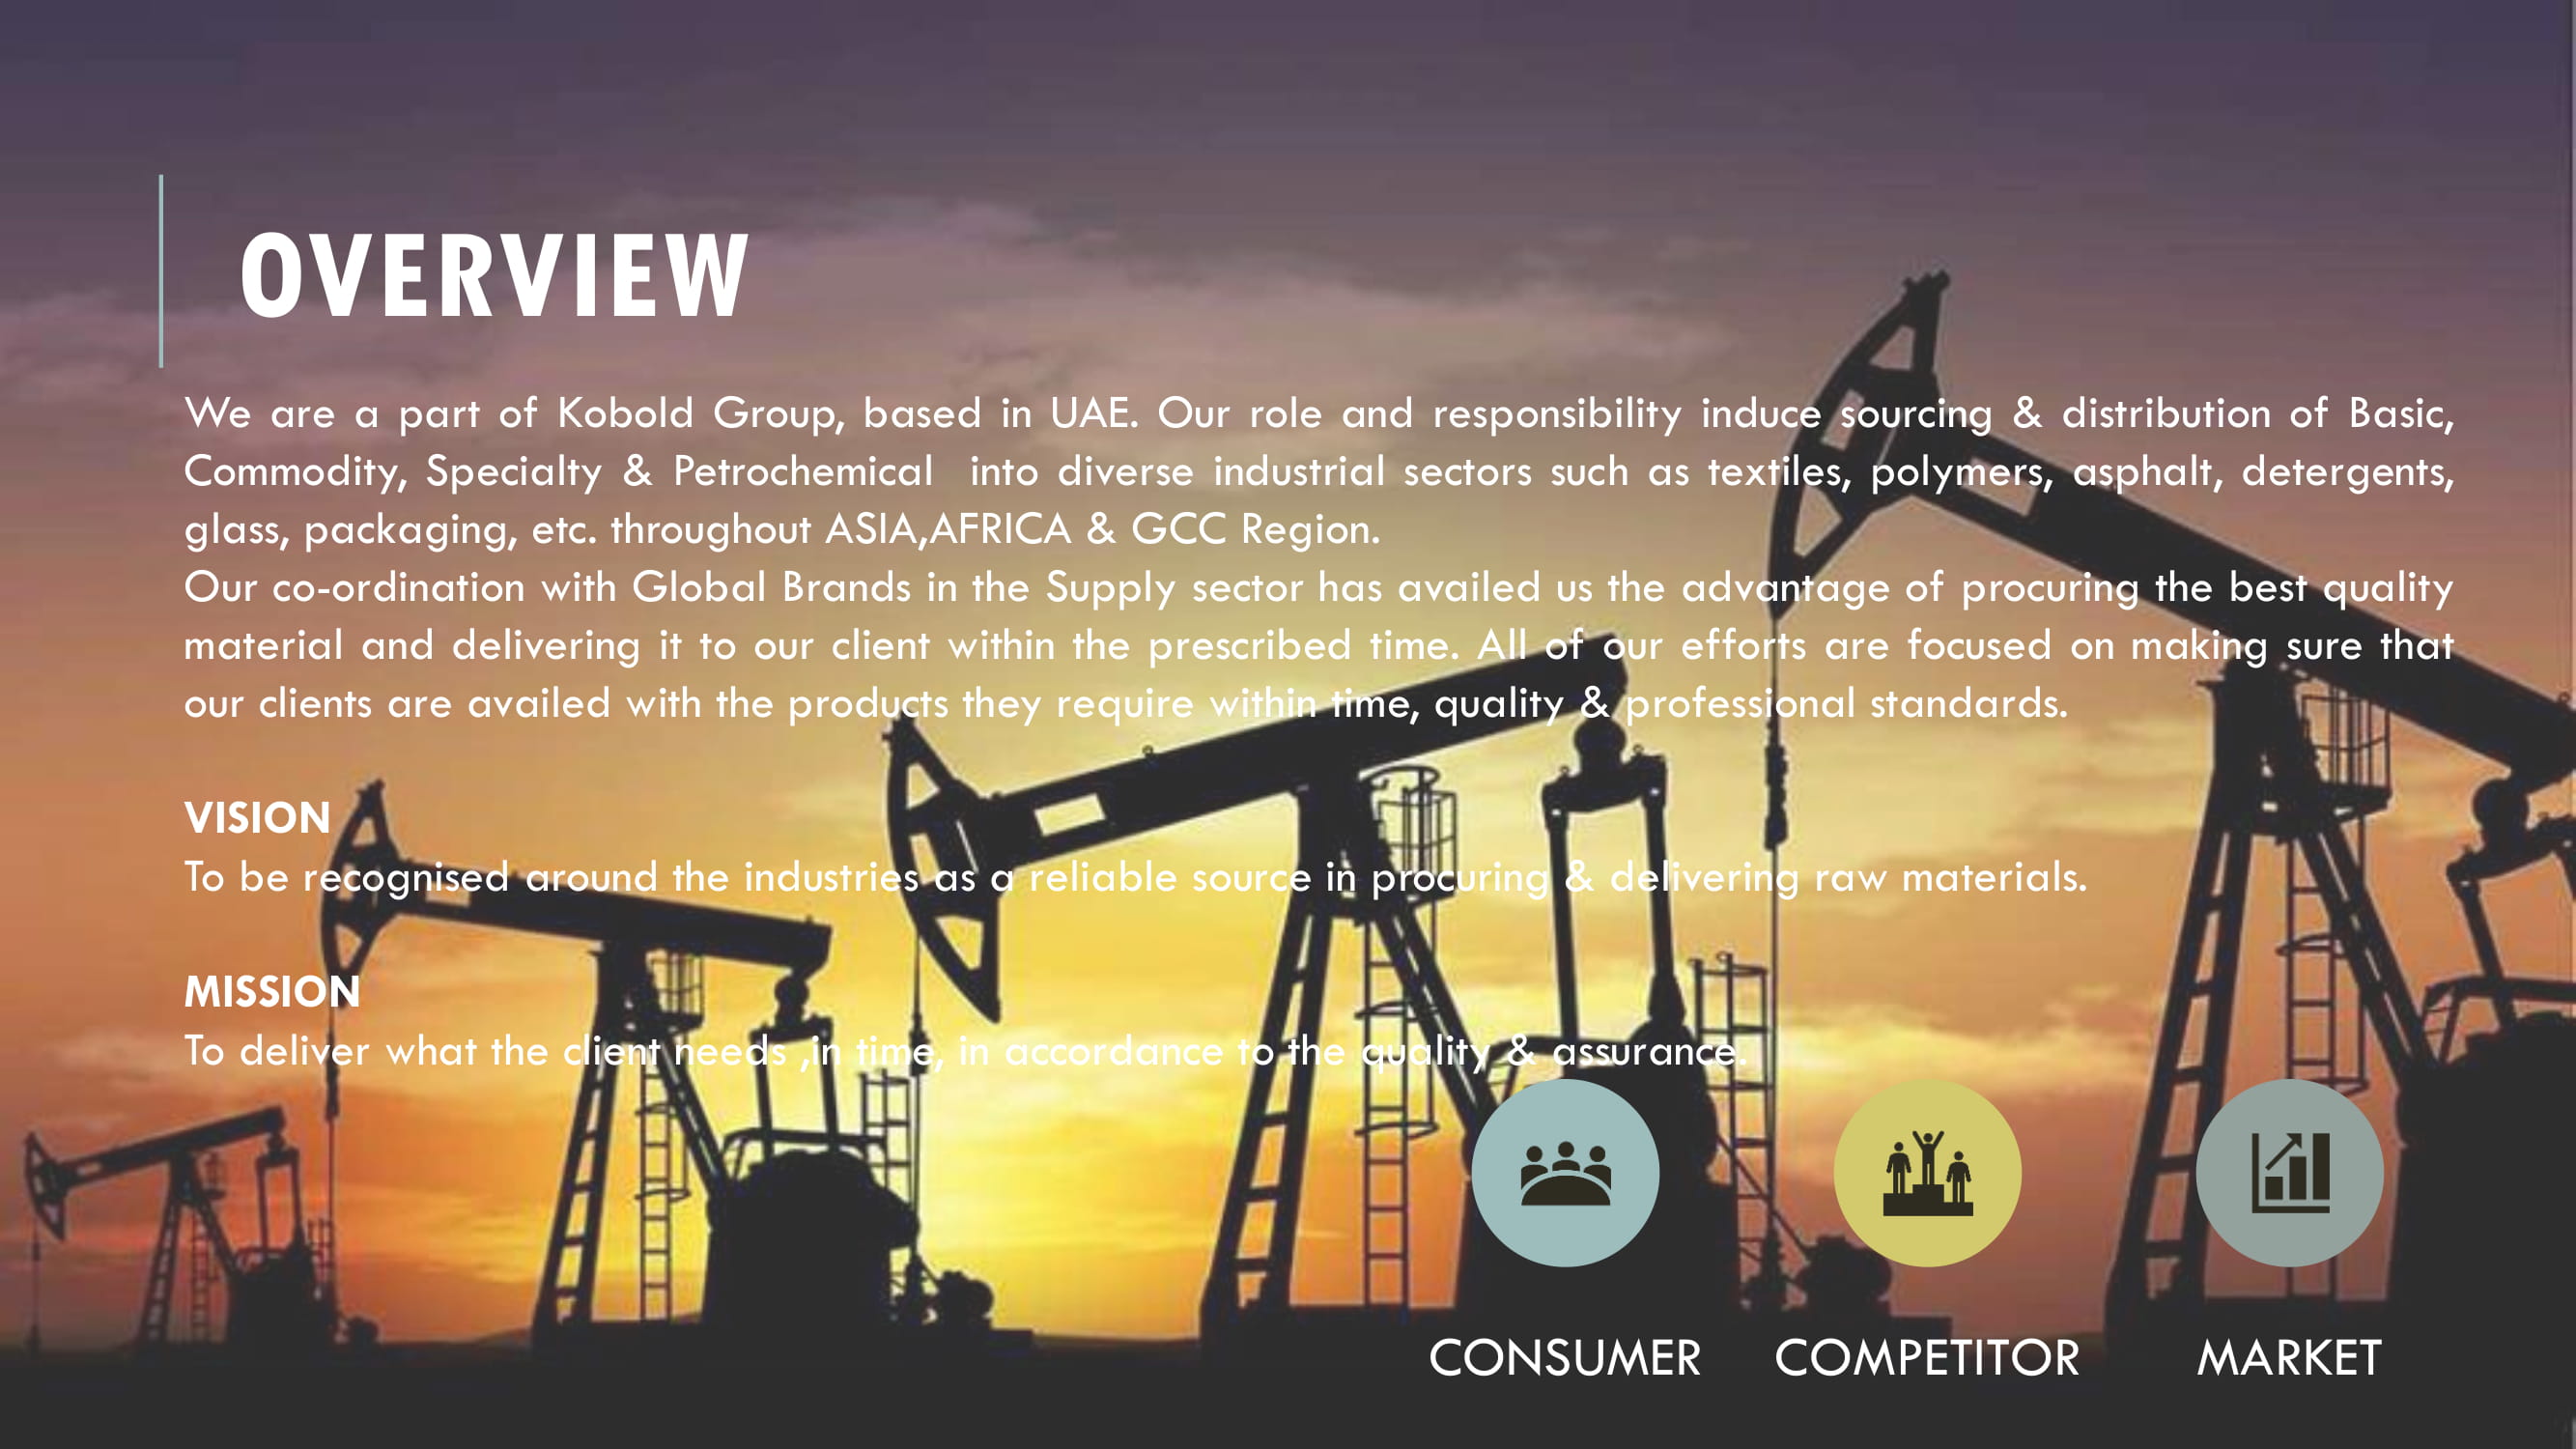 OVERVIEW
We are a part of Kobold Group, based in UAE. Our role and responsibility induce sourcing & distribution of Basic,
Commodity, Specialty & Petrochemical into diverse industrial sectors such as textiles, polymers, asphalt, detergents,
glass, packaging, etc. throughout ASIA,AFRICA & GCC Region.
Our co-ordination with Global Brands in the Supply sector has availed us the advantage of procuring the best quality
material and delivering it to our client within the prescribed time. All of our efforts are focused on making sure that
our clients are availed with the products they require within time, quality & professional standards.
VISION
To be recognised around the industries as a reliable source in procuring & delivering raw materials.
MISSION
To deliver what the client needs ,in time, in accordance to the quality & assurance.
CONSUMER COMPETITOR MARKET